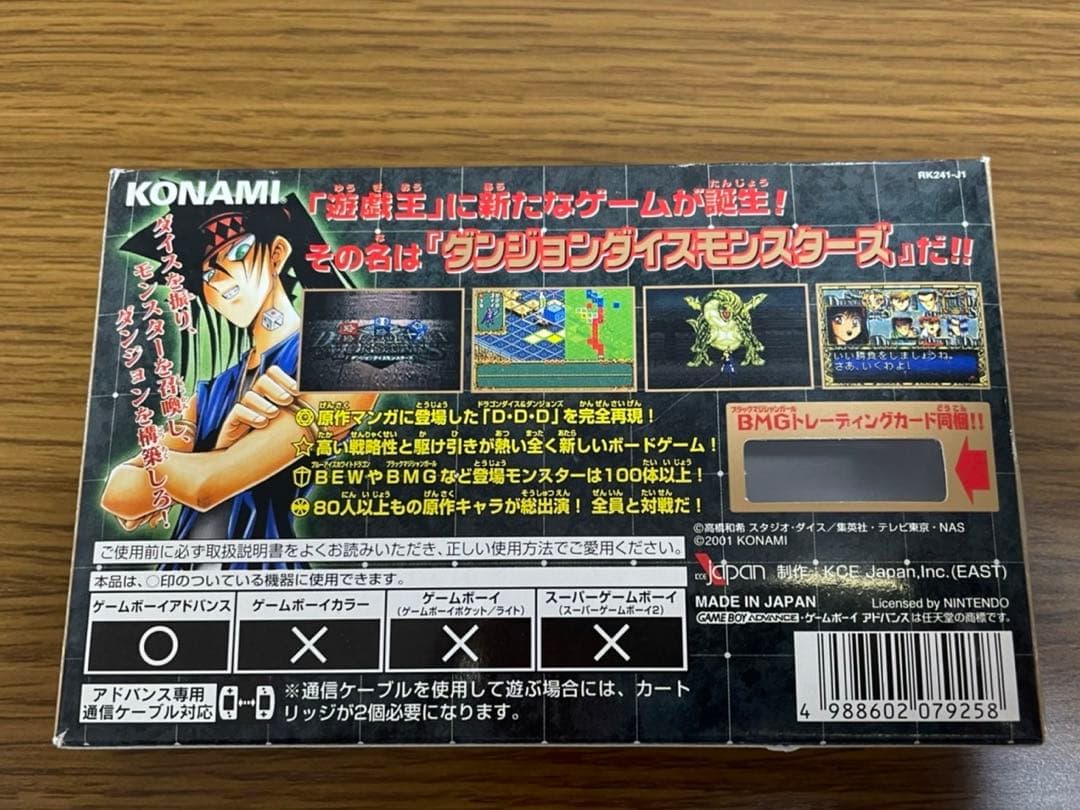 KONAMI
RK241-J1
「遊戯王」に新たなゲームが誕生！
その名は『ダンジョンダイスモンスターズ』だ!!
ダイスを振り、
モンスターを召喚し、
ダンジョンを構築しろ！
ダンジョンダイスモンスターズ
いい勝負をしましょうね。
さあ、いくわよ！
原作マンガに登場した「D・D・D」を完全再現！
高い戦略性と駆け引きが熱い全く新しいボードゲーム！
BEWやBMGなど登場モンスターは100体以上！
80人以上もの原作キャラが総出演！ 全員と対戦だ！
BMGトレーディングカード同梱!!
©高橋和希 スタジオ・ダイス／集英社・テレビ東京・NAS
©2001 KONAMI
ご使用前に必ず取扱説明書をよくお読みいただき、正しい使用方法でご愛用ください。
本品は、○印のついている機器に使用できます。
ゲームボーイアドバンス ゲームボーイカラー ゲームボーイ スーパーゲームボーイ
（ゲームボーイポケット／ライト） （スーパーゲームボーイ2）
○ × × ×
KCE Japan 制作・KCE Japan,Inc.(EAST)
MADE IN JAPAN Licensed by NINTENDO
GAME BOY ADVANCE・ゲームボーイ アドバンスは任天堂の商標です。
アドバンス専用
通信ケーブル対応
※通信ケーブルを使用して遊ぶ場合には、カート
リッジが2個必要になります。
4 988602 079258